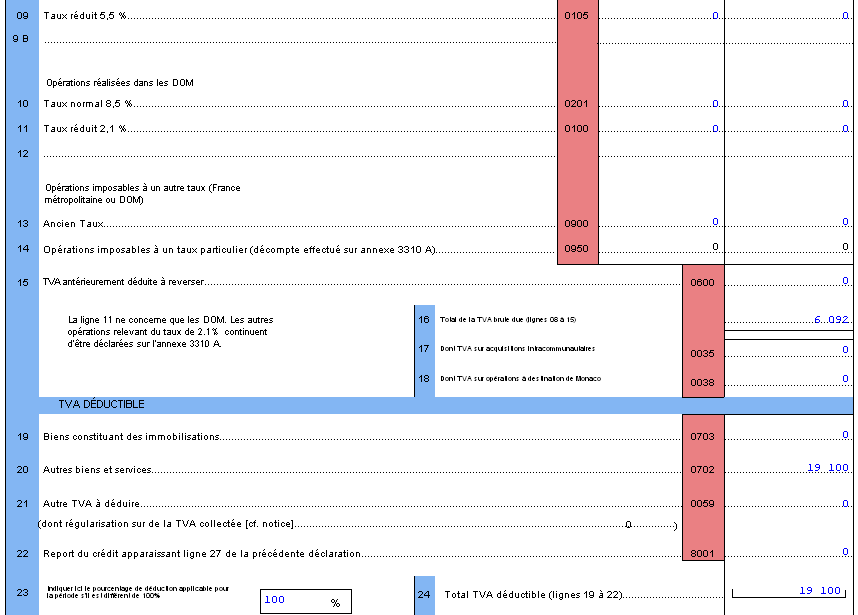 09 Taux réduit 5,5 % 0105 0 0
9 B
Opérations réalisées dans les DOM
10 Taux normal 8,5 % 0201 0 0
11 Taux réduit 2,1 % 0100 0 0
12
Opérations imposables à un autre taux (France
métropolitaine ou DOM)
13 Ancien Taux 0900 0 0
14 Opérations imposables à un taux particulier (décompte effectué sur annexe 3310 A) 0950 0 0
15 TVA antérieurement déduite à reverser 0600 0
La ligne 11 ne concerne que les DOM. Les autres
opérations relevant du taux de 2.1 % continuent
d'être déclarées sur l'annexe 3310 A.
16 Total de la TVA brute due (lignes 08 à 15) 6 092
17 Dont TVA sur acquisitions intracommunautaires 0035 0
18 Dont TVA sur opérations à destination de Monaco 0038 0
TVA DÉDUCTIBLE
19 Biens constituant des immobilisations 0703 0
20 Autres biens et services 0702 19 100
21 Autre TVA à déduire 0059 0
(dont régularisation sur de la TVA collectée [cf. notice] 0 )
22 Report du crédit apparaissant ligne 27 de la précédente déclaration 8001 0
23 Indiquer ici le pourcentage de déduction applicable pour
la période s'il est différent de 100%
100 %
24 Total TVA déductible (lignes 19 à 22) 19 100